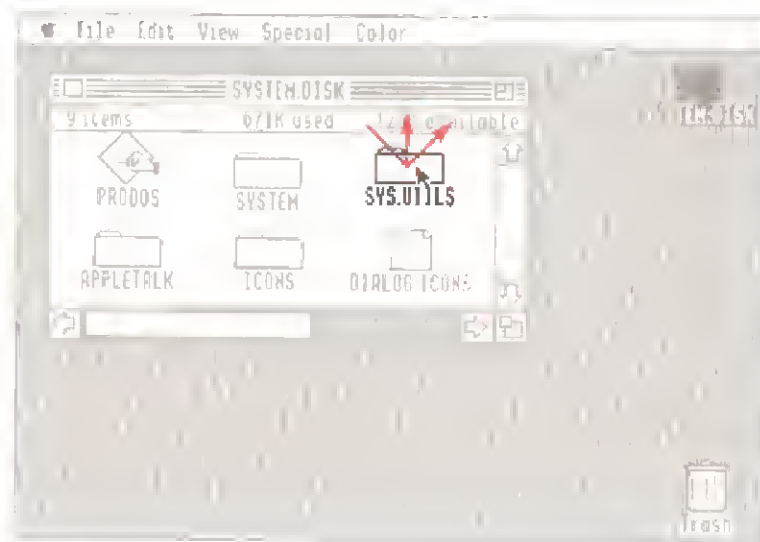 File Edit View Special Color
SYSTEM.DISK
9 items 671K used available
PRODOS SYSTEM SYS.UTILS
APPLETALK ICONS DIALOG ICONS
Trash